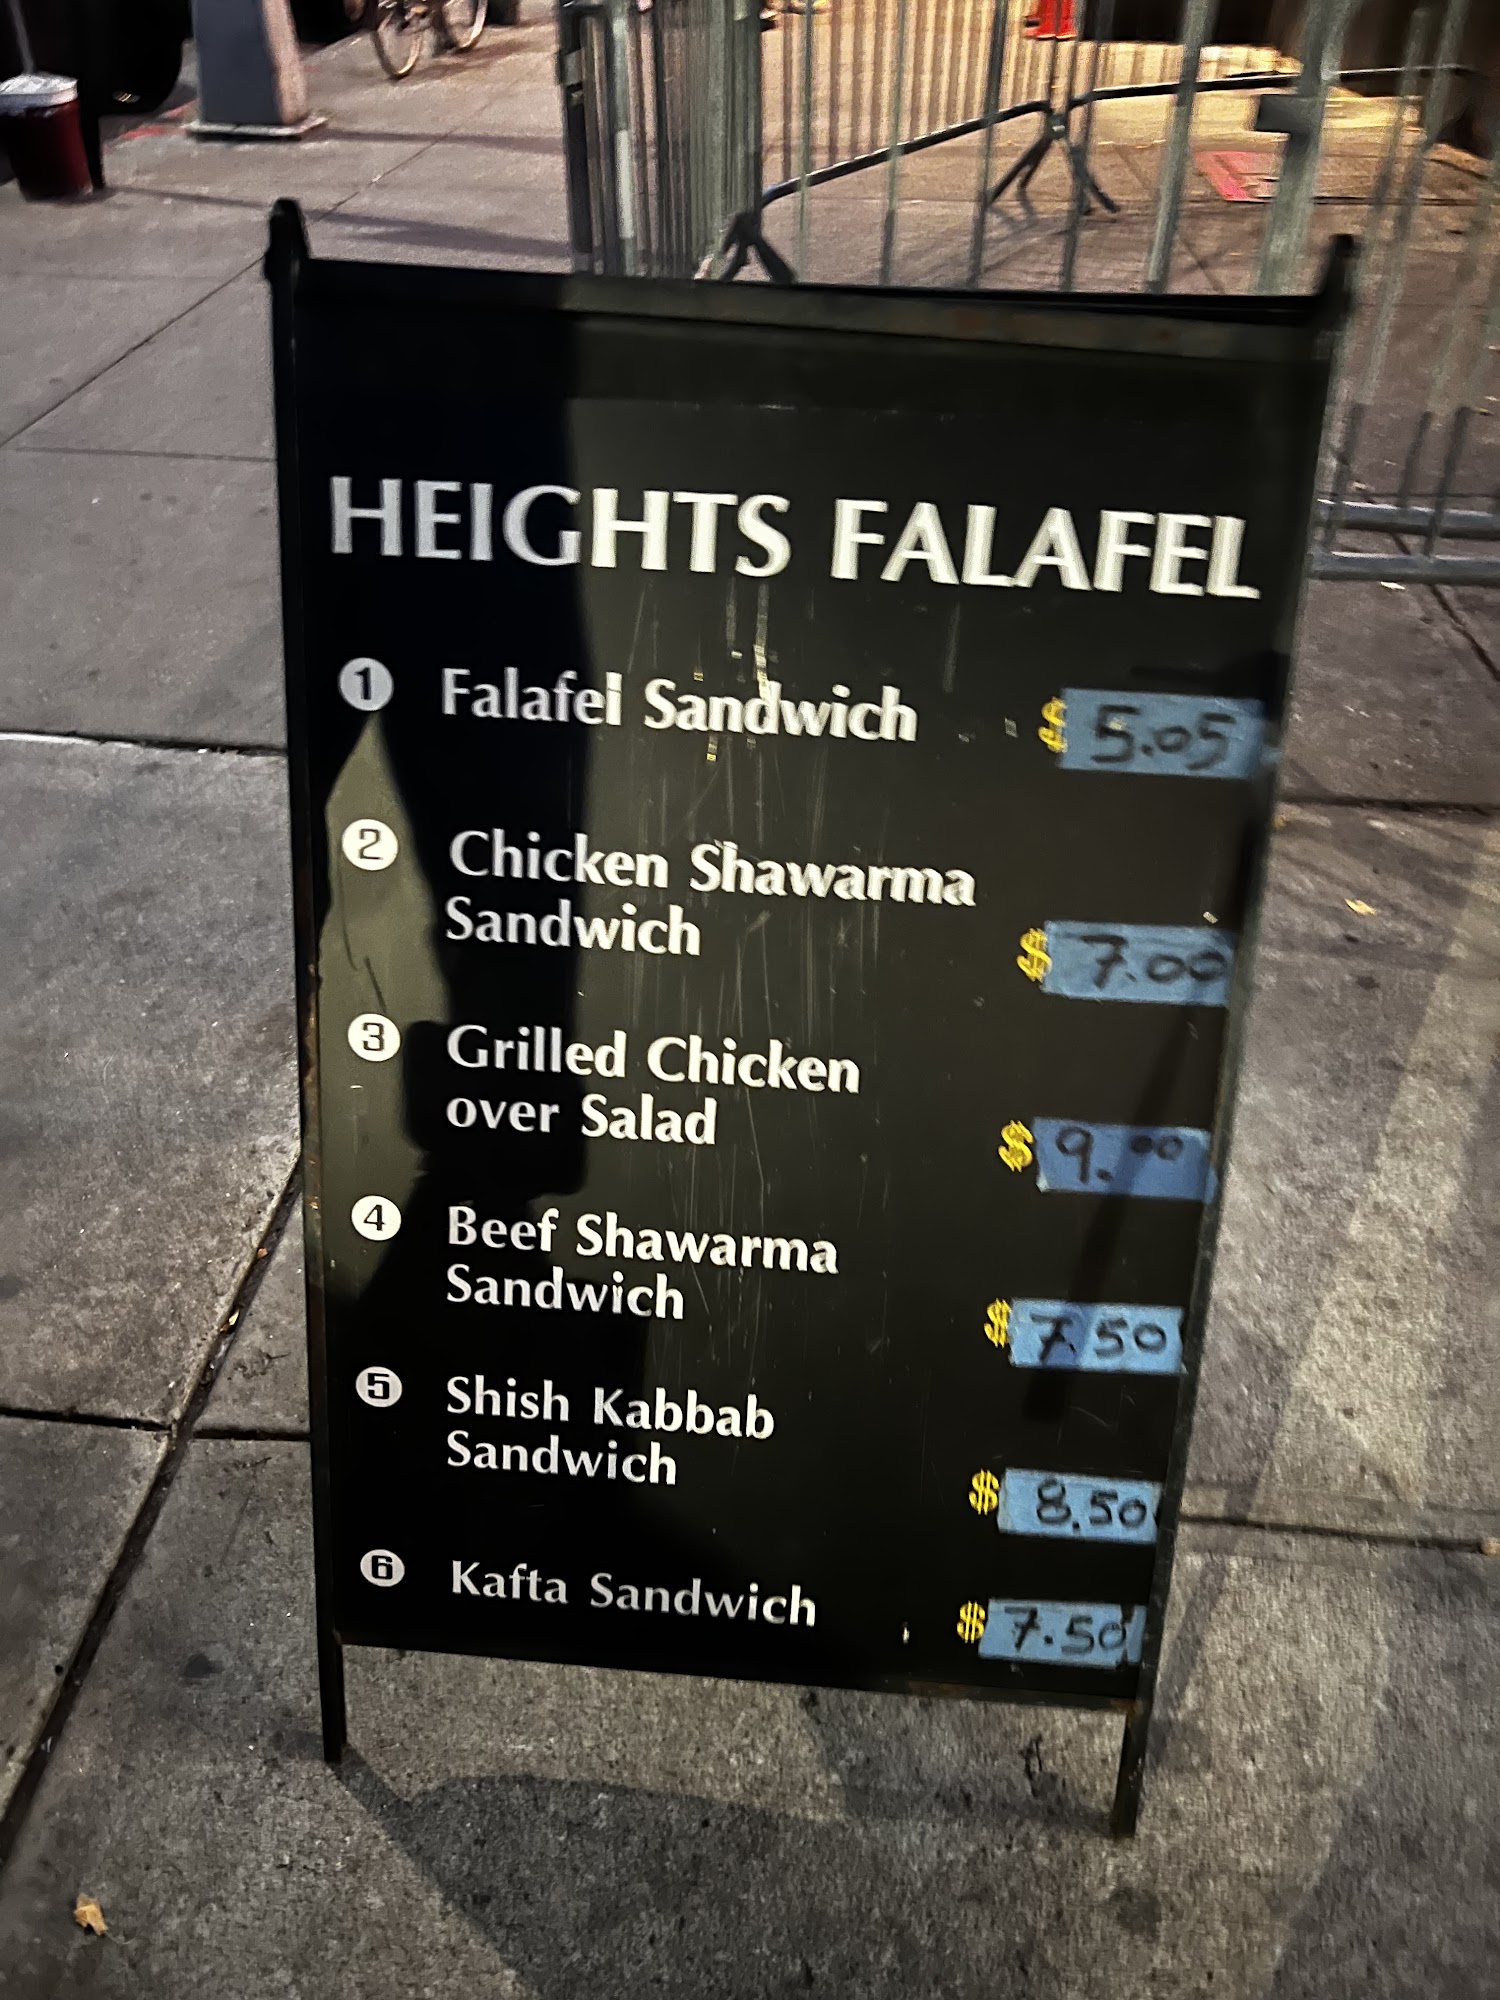 HEIGHTS FALAFEL
1 Falafel Sandwich $ 5.05
2 Chicken Shawarma
Sandwich $ 7.00
3 Grilled Chicken
over Salad $ 9.00
4 Beef Shawarma
Sandwich $ 7.50
5 Shish Kabbab
Sandwich $ 8.50
6 Kafta Sandwich $ 7.50